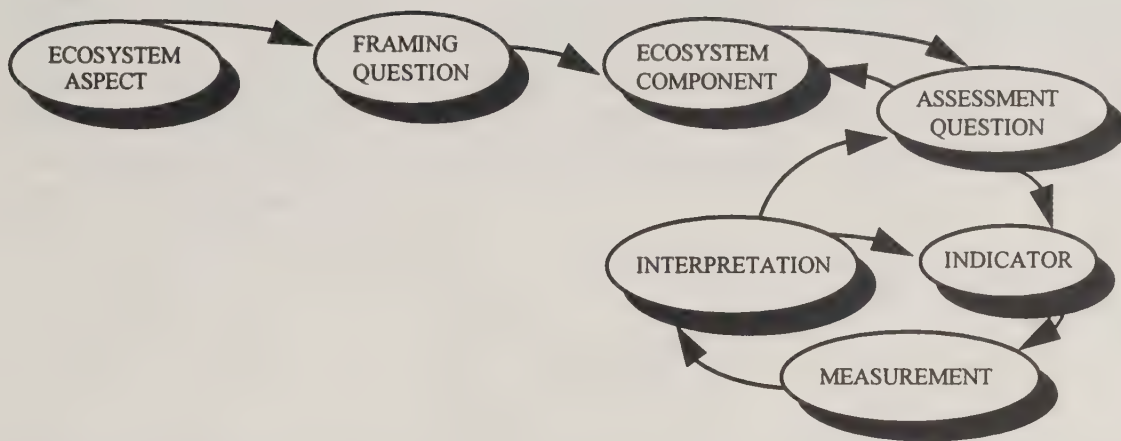 ECOSYSTEM
ASPECT
FRAMING
QUESTION
ECOSYSTEM
COMPONENT
ASSESSMENT
QUESTION
INTERPRETATION
INDICATOR
MEASUREMENT